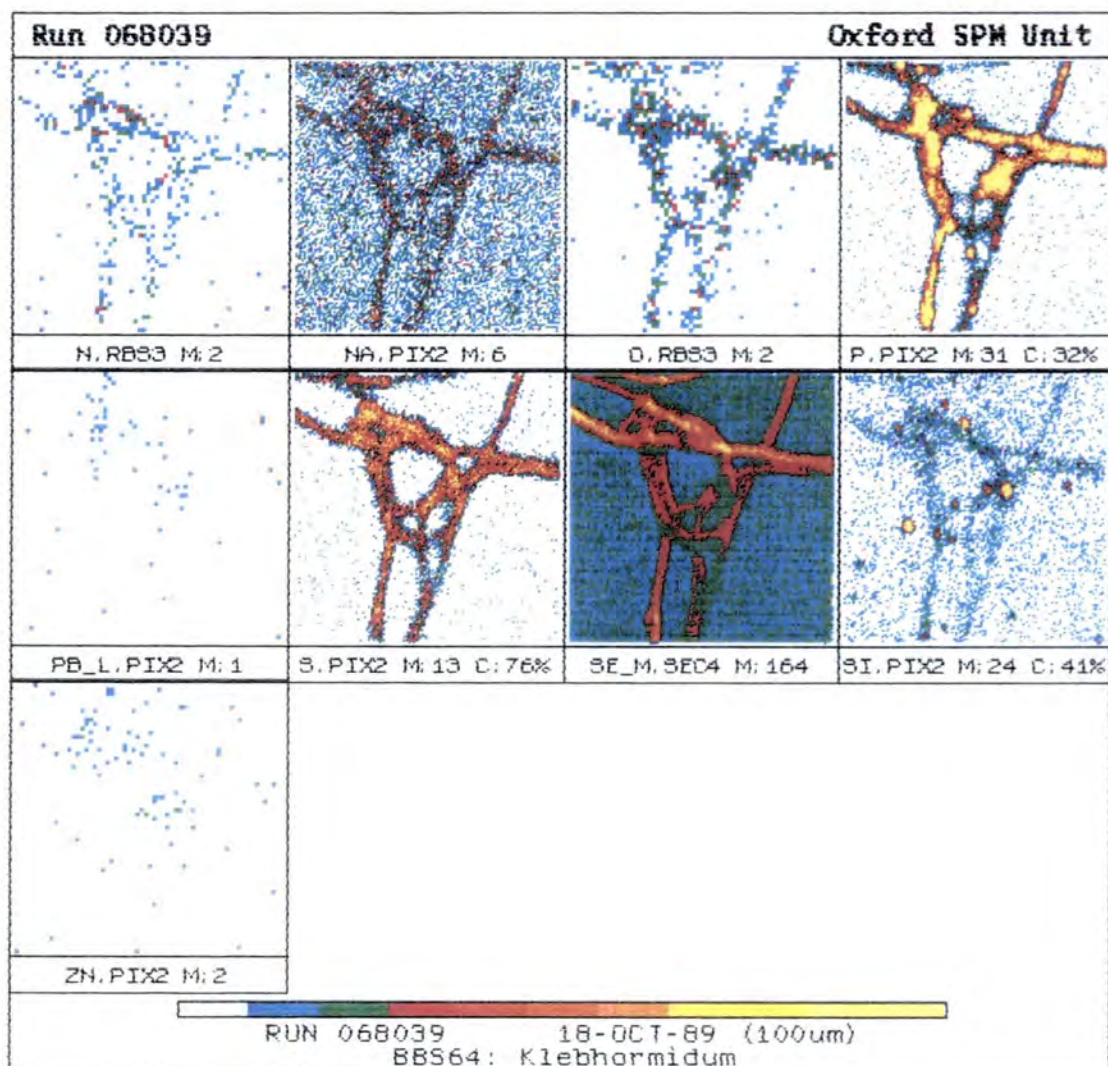 Run 068039 Oxford SPM Unit
N.RBS3 M:2 NA.PIX2 M:6 O.RBS3 M:2 P.PIX2 M:31 C:32%
PB_L.PIX2 M:1 S.PIX2 M:13 C:76% SE_M.SEC4 M:164 SI.PIX2 M:24 C:41%
ZN.PIX2 M:2
RUN 068039 18-OCT-89 (100um)
BBS64: Klebhormidum